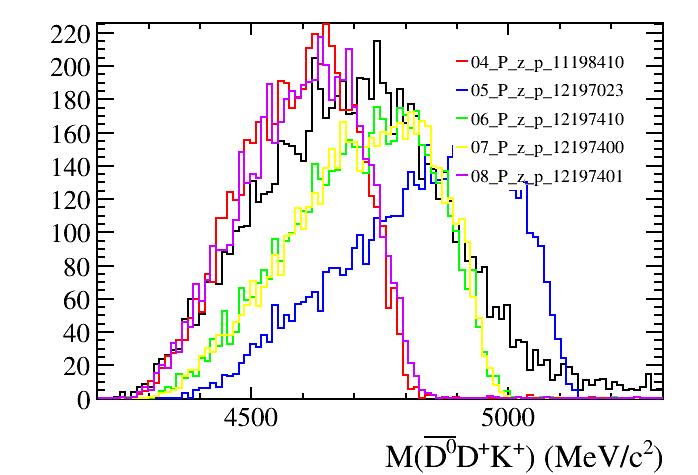 220
200
180
160
140
120
100
80
60
40
20
0
04_P_z_p_11198410
05_P_z_p_12197023
06_P_z_p_12197410
07_P_z_p_12197400
08_P_z_p_12197401
4500 5000
M(D̅⁰D⁺K⁺) (MeV/c²)